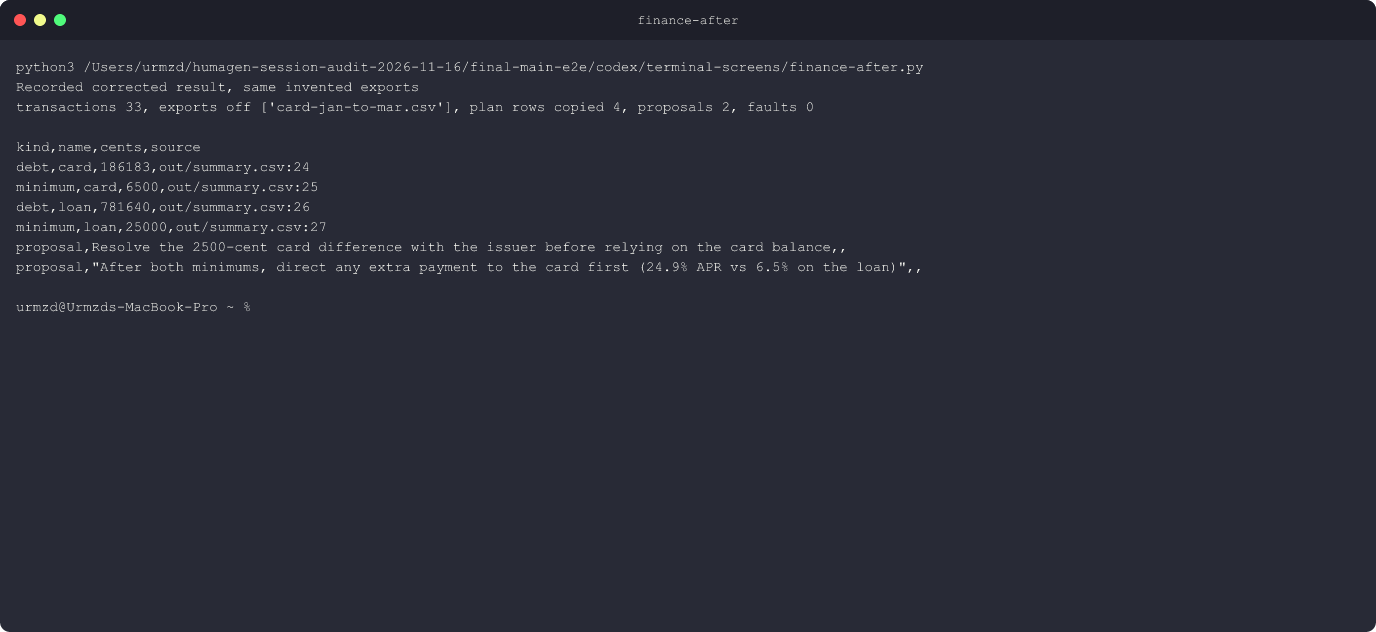 finance-after
python3 /Users/urmzd/humagen-session-audit-2026-11-16/final-main-e2e/codex/terminal-screens/finance-after.py
Recorded corrected result, same invented exports
transactions 33, exports off ['card-jan-to-mar.csv'], plan rows copied 4, proposals 2, faults 0
kind,name,cents,source
debt,card,186183,out/summary.csv:24
minimum,card,6500,out/summary.csv:25
debt,loan,781640,out/summary.csv:26
minimum,loan,25000,out/summary.csv:27
proposal,Resolve the 2500-cent card difference with the issuer before relying on the card balance,,
proposal,"After both minimums, direct any extra payment to the card first (24.9% APR vs 6.5% on the loan)",,
urmzd@Urmzds-MacBook-Pro ~ %